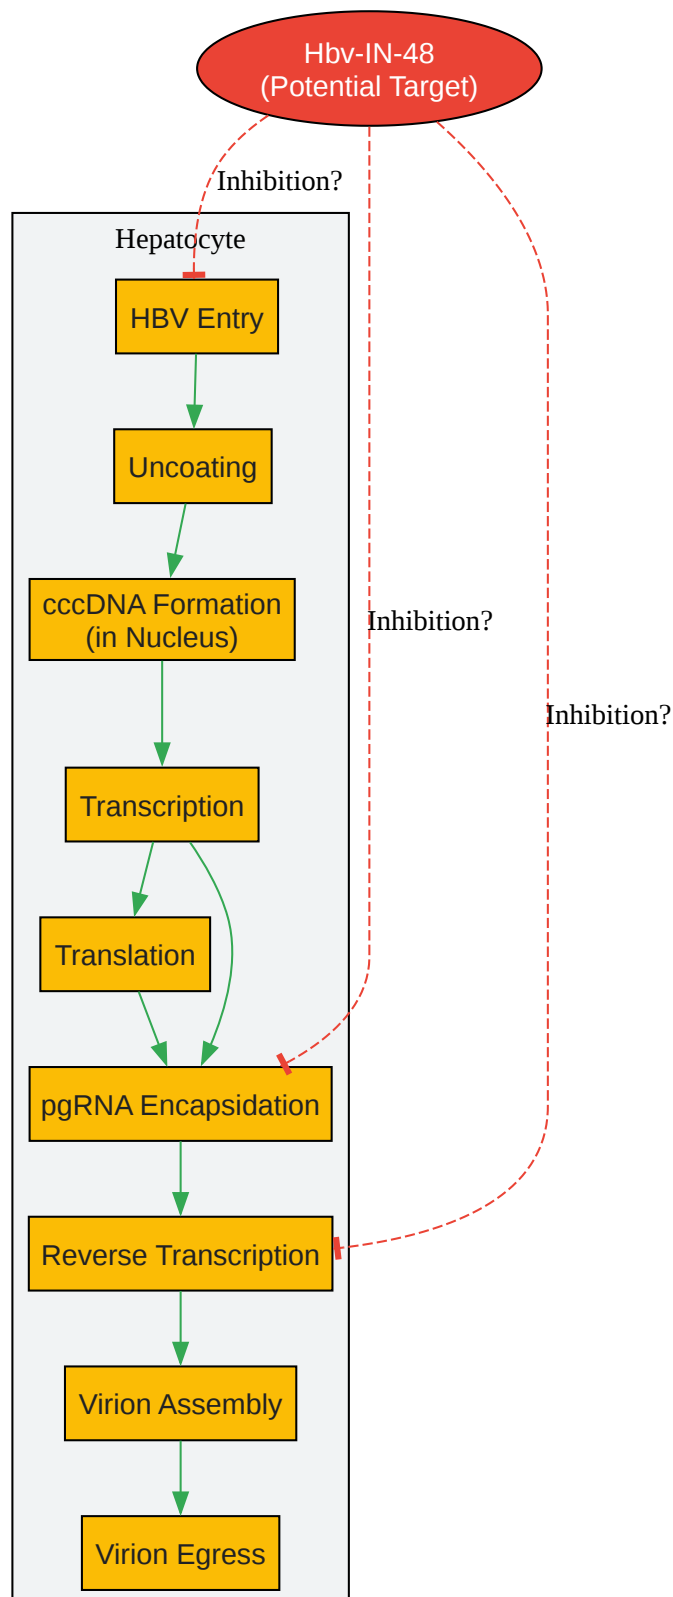 Hbv-IN-48
(Potential Target)
Inhibition?
Hepatocyte
HBV Entry
Uncoating
cccDNA Formation
(in Nucleus)
Inhibition?
Inhibition?
Transcription
Translation
pgRNA Encapsidation
Reverse Transcription
Virion Assembly
Virion Egress